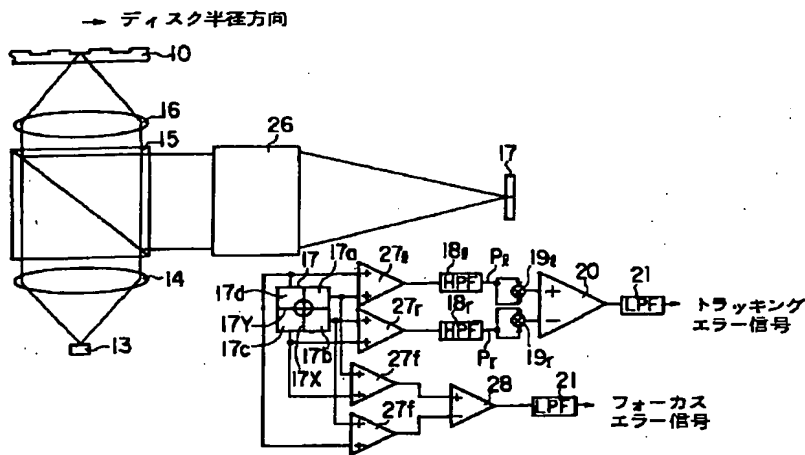 → ディスク半径方向
10
16
15
26
17
14
13
17 17a
17d
17Y
17c
17X 17b
27ℓ
27r
18ℓ
HPF
18r
HPF
Pℓ
Pr
19ℓ
19r
+
−
20
21
LPF
トラッキング
エラー信号
27f
27f
28
21
LPF
フォーカス
エラー信号